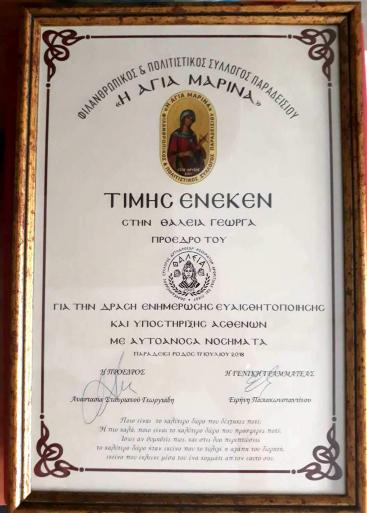 ΦΙΛΑΝΘΡΩΠΙΚΟΣ & ΠΟΛΙΤΙΣΤΙΚΟΣ ΣΥΛΛΟΓΟΣ ΠΑΡΑΔΕΙΣΙΟΥ
«Η ΑΓΙΑ ΜΑΡΙΝΑ»
ΤΙΜΗΣ ΕΝΕΚΕΝ
ΣΤΗΝ ΘΑΛΕΙΑ ΓΕΩΡΓΑ
ΠΡΟΕΔΡΟ ΤΟΥ
ΘΑΛΕΙΑ
ΓΙΑ ΤΗΝ ΔΡΑΣΗ ΕΝΗΜΕΡΩΣΗΣ ΕΥΑΙΣΘΗΤΟΠΟΙΗΣΗΣ
ΚΑΙ ΥΠΟΣΤΗΡΙΞΗΣ ΑΣΘΕΝΩΝ
ΜΕ ΑΥΤΟΑΝΟΣΑ ΝΟΣΗΜΑΤΑ
ΠΑΡΑΔΕΙΣΙ ΡΟΔΟΣ 17 ΙΟΥΛΙΟΥ 2018
Η ΠΡΟΕΔΡΟΣ Η ΓΕΝΙΚΗ ΓΡΑΜΜΑΤΕΑΣ
Αναστασία Σταυριανού Γεωργιάδη Ειρήνη Παπακωνσταντίνου
Ποιο είναι το καλύτερο δώρο που δέχτηκες ποτέ;
Ή πιο καλά, ποιο είναι το καλύτερο δώρο που πρόσφερες ποτέ;
Ίσως αν θυμηθείς πως, και στις δυο περιπτώσεις
το καλύτερο δώρο ήταν εκείνο που το τύλιξε η αγάπη του δωρητή,
εκείνο που έκλεινε μέσα του ένα κομμάτι απ' τον εαυτό σου.